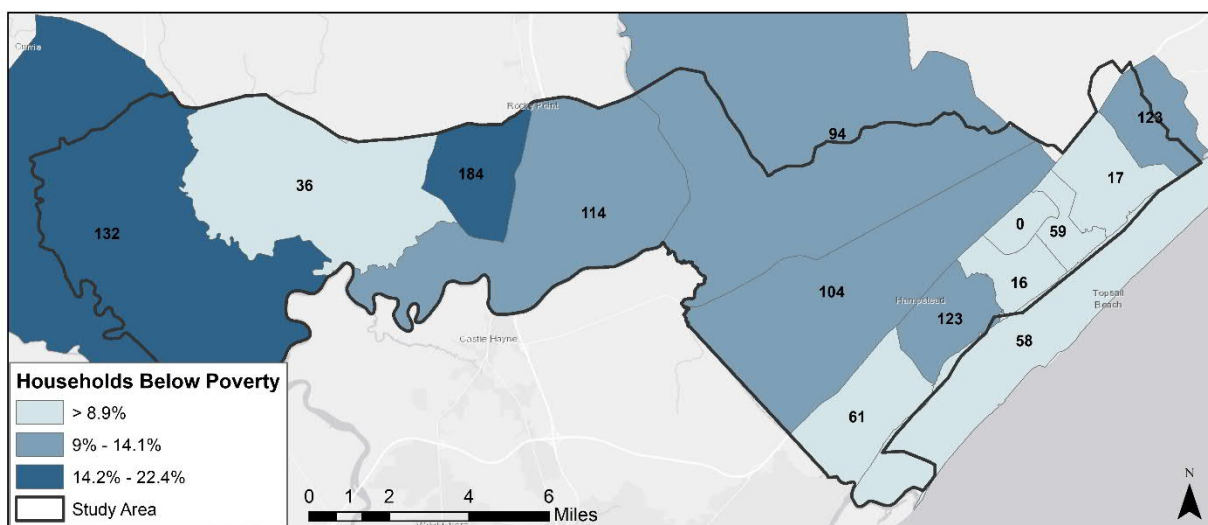 Currie
Rocky Point
123
94
17
36
184
0
59
132
114
16
104
Hampstead
Topsail
Beach
123
58
Castle Hayne
61
Households Below Poverty
> 8.9%
9% - 14.1%
14.2% - 22.4%
Study Area
0 1 2 4 6
Miles
N